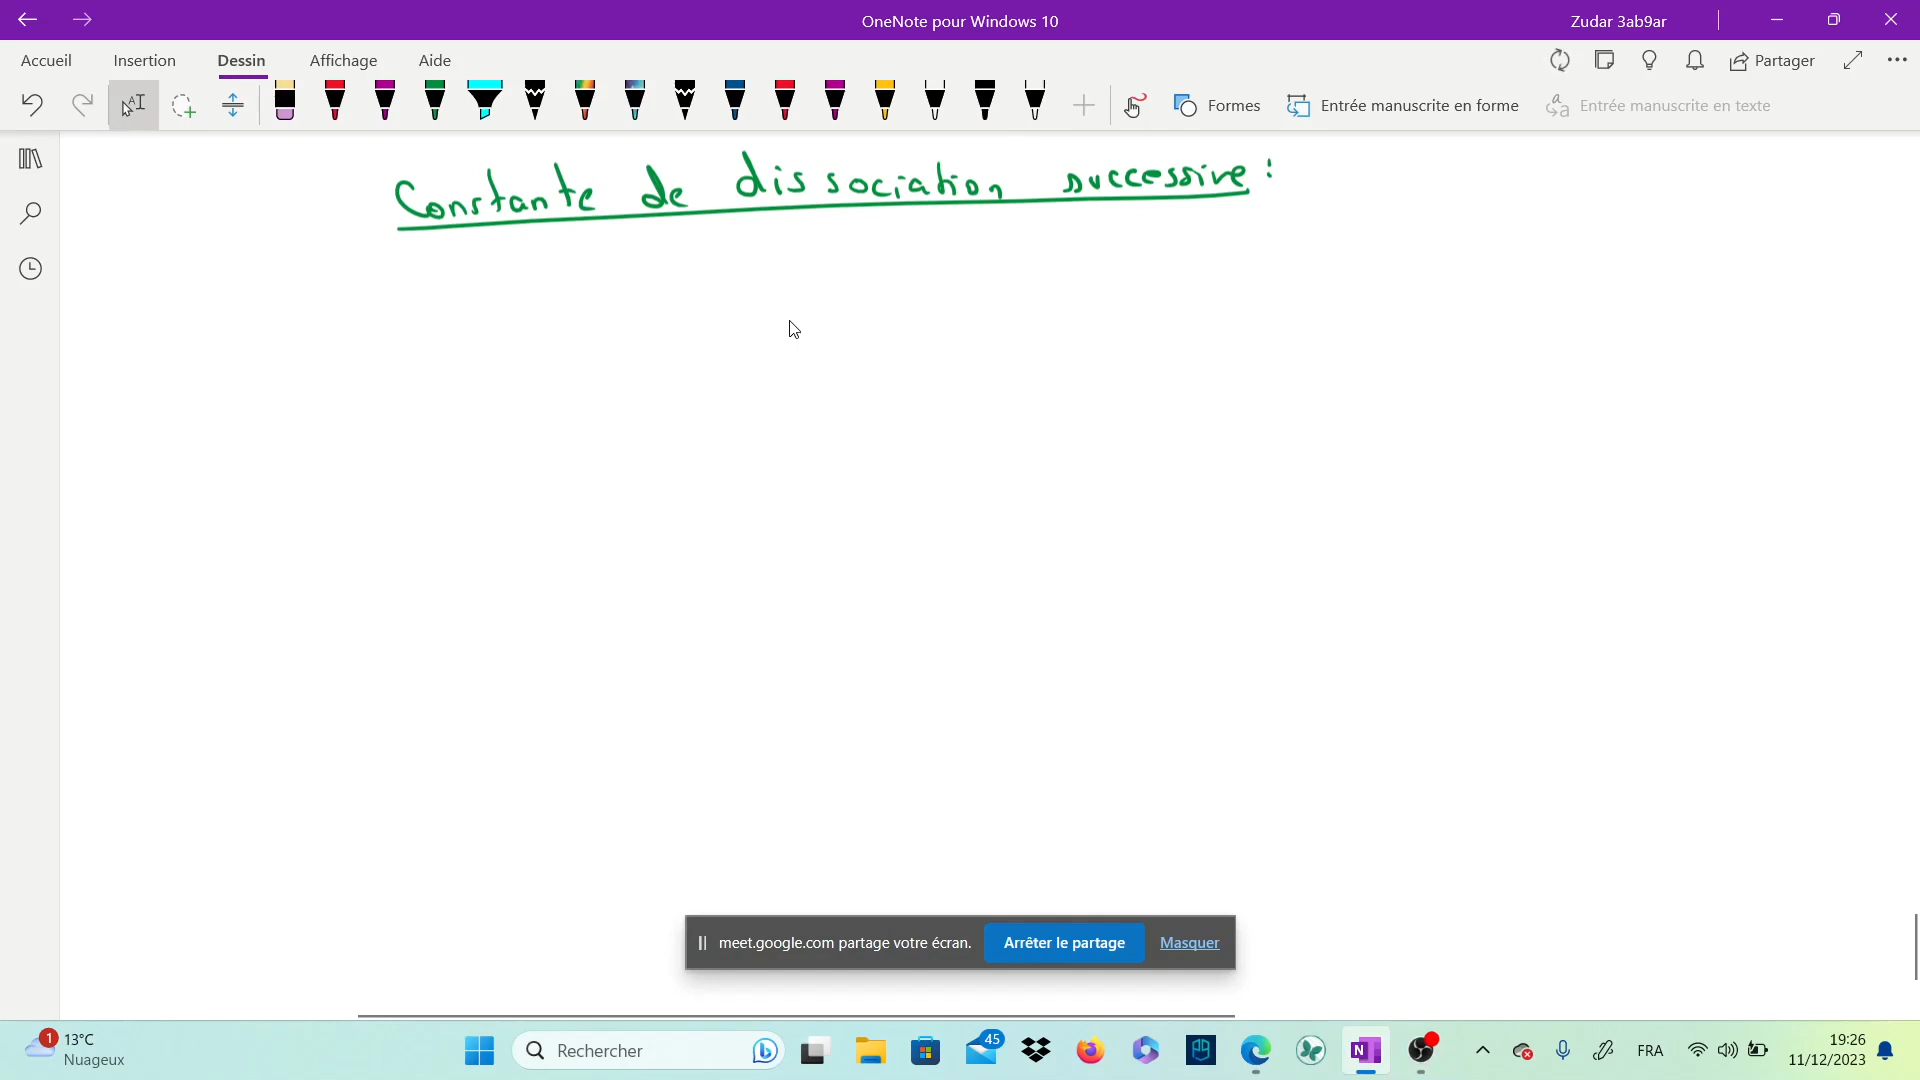 OneNote pour Windows 10
Zudar 3ab9ar
Accueil Insertion Dessin Affichage Aide
Partager
Formes Entrée manuscrite en forme Entrée manuscrite en texte
Constante de dissociation successive :
meet.google.com partage votre écran. Arrêter le partage Masquer
1 13°C
Nuageux
Rechercher
45
FRA
19:26
11/12/2023